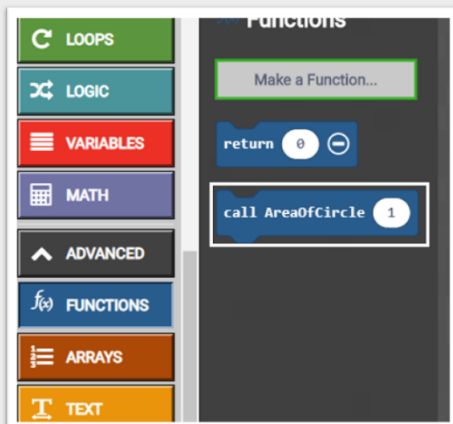 LOOPS
LOGIC
VARIABLES
MATH
ADVANCED
f(x) FUNCTIONS
ARRAYS
T TEXT
Functions
Make a Function...
return 0
call AreaOfCircle 1